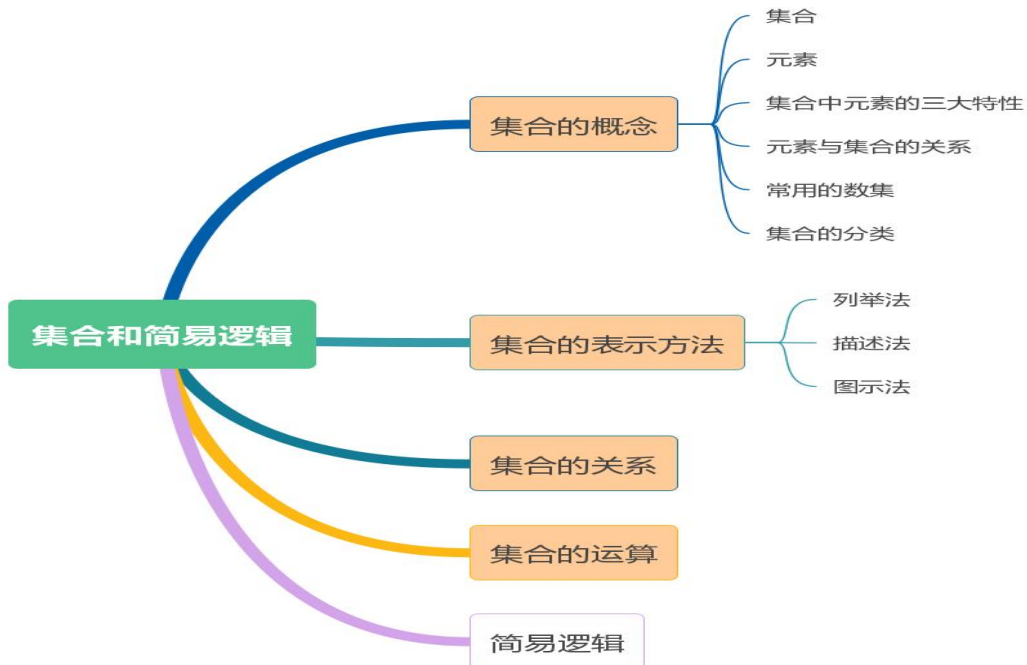 集合和简易逻辑
集合的概念
集合
元素
集合中元素的三大特性
元素与集合的关系
常用的数集
集合的分类
集合的表示方法
列举法
描述法
图示法
集合的关系
集合的运算
简易逻辑